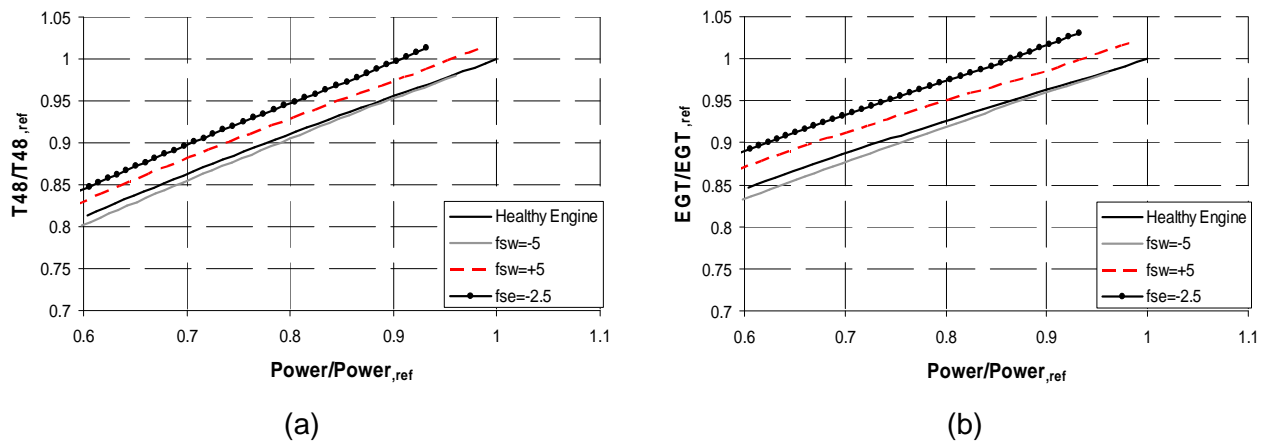 1.05
1
0.95
0.9
0.85
0.8
0.75
0.7
T48/T48,ref
0.6 0.7 0.8 0.9 1 1.1
Power/Power,ref
Healthy Engine
fsw=-5
fsw=+5
fse=-2.5
(a)
1.05
1
0.95
0.9
0.85
0.8
0.75
0.7
EGT/EGT,ref
0.6 0.7 0.8 0.9 1 1.1
Power/Power,ref
Healthy Engine
fsw=-5
fsw=+5
fse=-2.5
(b)